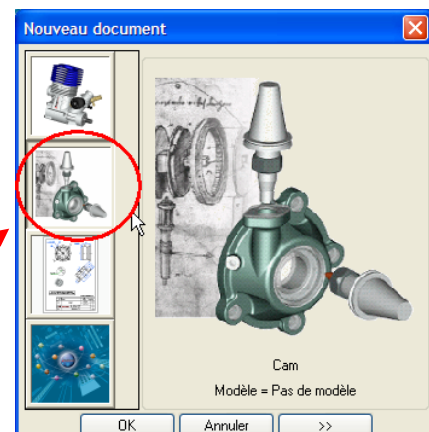 Nouveau document
Cam
Modèle = Pas de modèle
OK
Annuler
>>